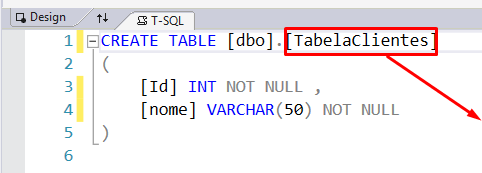 Design T-SQL
1 CREATE TABLE [dbo].[TabelaClientes]
2 (
3 [Id] INT NOT NULL ,
4 [nome] VARCHAR(50) NOT NULL
5 )
6